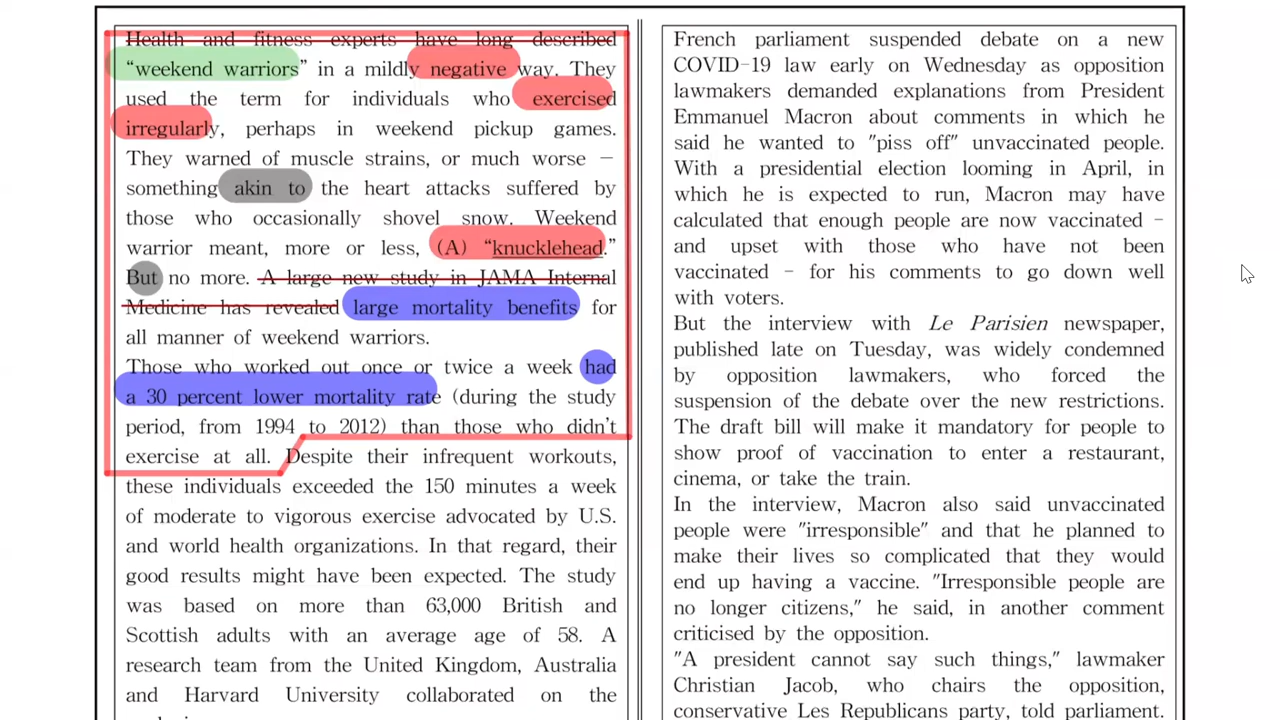 Health and fitness experts have long described
“weekend warriors” in a mildly negative way. They
used the term for individuals who exercised
irregularly, perhaps in weekend pickup games.
They warned of muscle strains, or much worse —
something akin to the heart attacks suffered by
those who occasionally shovel snow. Weekend
warrior meant, more or less, (A) “knucklehead.”
But no more. A large new study in JAMA Internal
Medicine has revealed large mortality benefits for
all manner of weekend warriors.
Those who worked out once or twice a week had
a 30 percent lower mortality rate (during the study
period, from 1994 to 2012) than those who didn’t
exercise at all. Despite their infrequent workouts,
these individuals exceeded the 150 minutes a week
of moderate to vigorous exercise advocated by U.S.
and world health organizations. In that regard, their
good results might have been expected. The study
was based on more than 63,000 British and
Scottish adults with an average age of 58. A
research team from the United Kingdom, Australia
and Harvard University collaborated on the
French parliament suspended debate on a new
COVID-19 law early on Wednesday as opposition
lawmakers demanded explanations from President
Emmanuel Macron about comments in which he
said he wanted to "piss off" unvaccinated people.
With a presidential election looming in April, in
which he is expected to run, Macron may have
calculated that enough people are now vaccinated -
and upset with those who have not been
vaccinated - for his comments to go down well
with voters.
But the interview with Le Parisien newspaper,
published late on Tuesday, was widely condemned
by opposition lawmakers, who forced the
suspension of the debate over the new restrictions.
The draft bill will make it mandatory for people to
show proof of vaccination to enter a restaurant,
cinema, or take the train.
In the interview, Macron also said unvaccinated
people were "irresponsible" and that he planned to
make their lives so complicated that they would
end up having a vaccine. "Irresponsible people are
no longer citizens," he said, in another comment
criticised by the opposition.
"A president cannot say such things," lawmaker
Christian Jacob, who chairs the opposition,
conservative Les Republicans party, told parliament.